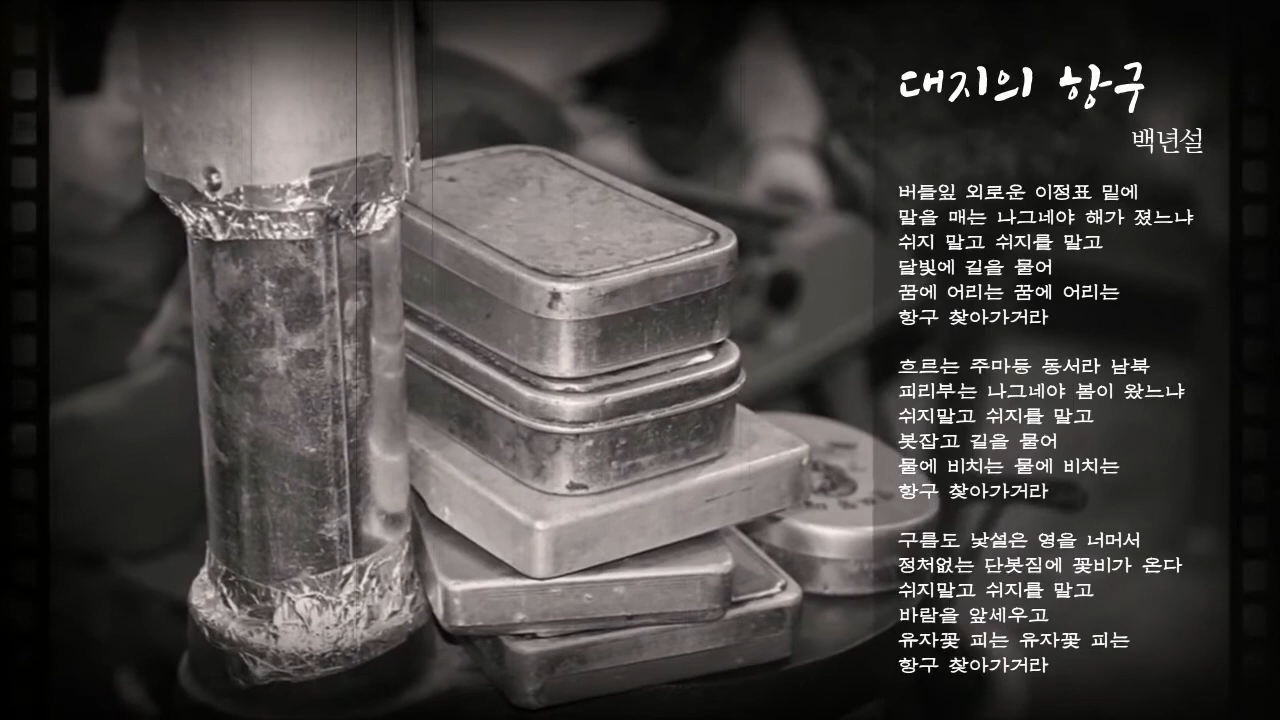 대지의 항구
백년설
버들잎 외로운 이정표 밑에
말을 매는 나그네야 해가 졌느냐
쉬지 말고 쉬지를 말고
달빛에 길을 물어
꿈에 어리는 꿈에 어리는
항구 찾아가거라
흐르는 주마등 동서라 남북
피리부는 나그네야 봄이 왔느냐
쉬지말고 쉬지를 말고
봇잡고 길을 물어
물에 비치는 물에 비치는
항구 찾아가거라
구름도 낯설은 영을 너머서
정처없는 단봇짐에 꽃비가 온다
쉬지말고 쉬지를 말고
바람을 앞세우고
유자꽃 피는 유자꽃 피는
항구 찾아가거라